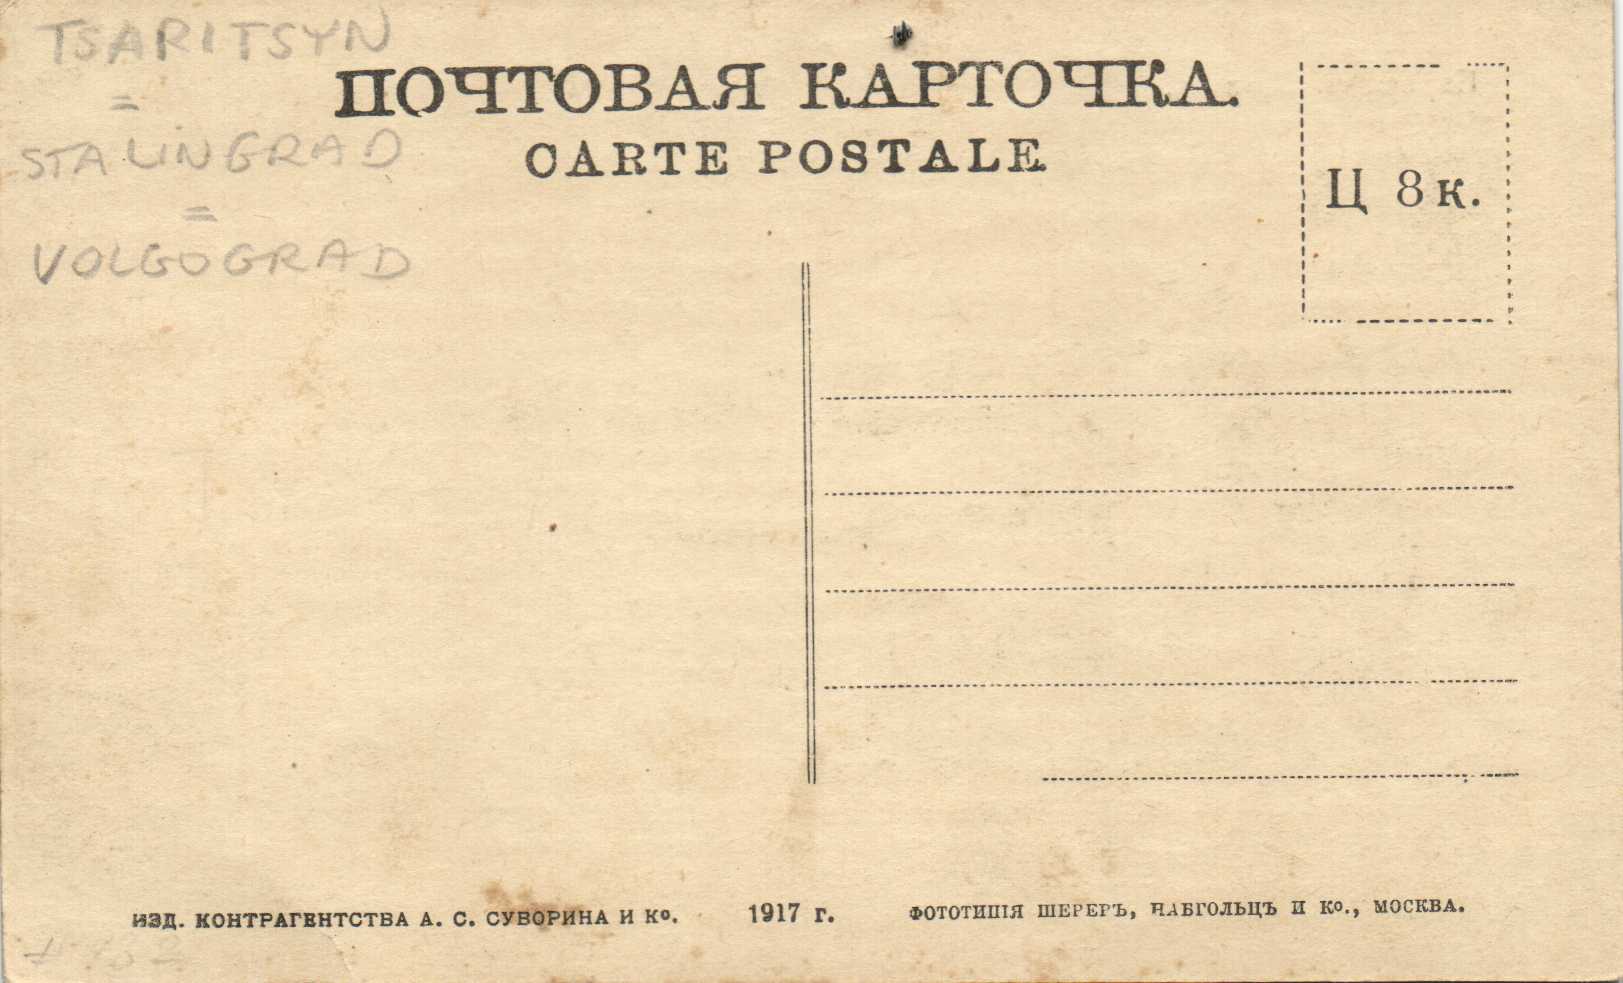 TSARITSYN
=
STALINGRAD
=
VOLGOGRAD
ПОЧТОВАЯ КАРТОЧКА.
CARTE POSTALE
Ц 8 к.
ИЗД. КОНТРАГЕНТСТВА А. С. СУВОРИНА И Ко.
1917 г.
ФОТОТИПІЯ ШЕРЕРЪ, НАБГОЛЬЦЪ И Ко., МОСКВА.